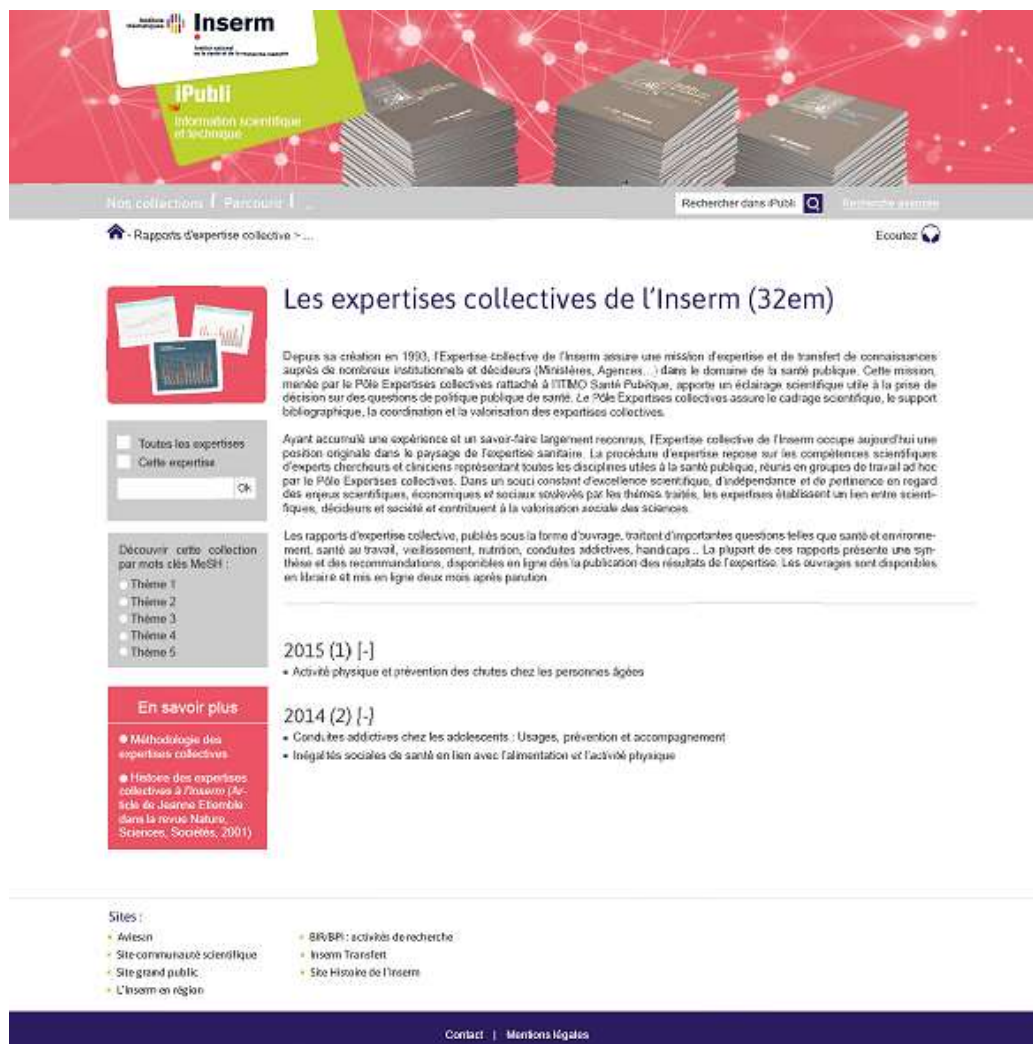 Instituts
thématiques
Inserm
Institut national
de la santé et de la recherche médicale
iPubli
Information scientifique
et technique
Nos collections | Parcourir | ...
Rechercher dans iPubli
Recherche avancée
- Rapports d'expertise collective > ...
Ecoutez
Les expertises collectives de l'Inserm (32em)
Depuis sa création en 1993, l'Expertise collective de l'Inserm assure une mission d'expertise et de transfert de connaissances
auprès de nombreux institutionnels et décideurs (Ministères, Agences...) dans le domaine de la santé publique. Cette mission,
menée par le Pôle Expertises collectives rattaché à l'ITMO Santé Publique, apporte un éclairage scientifique utile à la prise de
décision sur des questions de politique publique de santé. Le Pôle Expertises collectives assure le cadrage scientifique, le support
bibliographique, la coordination et la valorisation des expertises collectives.
Ayant accumulé une expérience et un savoir-faire largement reconnus, l'Expertise collective de l'Inserm occupe aujourd'hui une
position originale dans le paysage de l'expertise sanitaire. La procédure d'expertise repose sur les compétences scientifiques
d'experts chercheurs et cliniciens représentant toutes les disciplines utiles à la santé publique, réunis en groupes de travail ad hoc
par le Pôle Expertises collectives. Dans un souci constant d'excellence scientifique, d'indépendance et de pertinence en regard
des enjeux scientifiques, économiques et sociaux soulevés par les thèmes traités, les expertises établissent un lien entre scienti-
fiques, décideurs et société et contribuent à la valorisation sociale des sciences.
Les rapports d'expertise collective, publiés sous la forme d'ouvrage, traitent d'importantes questions telles que santé et environne-
ment, santé au travail, vieillissement, nutrition, conduites addictives, handicaps... La plupart de ces rapports présente une syn-
thèse et des recommandations, disponibles en ligne dès la publication des résultats de l'expertise. Les ouvrages sont disponibles
en libraire et mis en ligne deux mois après parution.
Toutes les expertises
Cette expertise
Ok
Découvrir cette collection
par mots clés MeSH :
Thème 1
Thème 2
Thème 3
Thème 4
Thème 5
En savoir plus
● Méthodologie des
expertises collectives
● Histoire des expertises
collectives à l'Inserm (Ar-
ticle de Jeanne Etiemble
dans la revue Nature,
Sciences, Sociétés, 2001)
2015 (1) [-]
• Activité physique et prévention des chutes chez les personnes âgées
2014 (2) [-]
• Conduites addictives chez les adolescents : Usages, prévention et accompagnement
• Inégalités sociales de santé en lien avec l'alimentation et l'activité physique
Sites :
• Aviesan
• Site communauté scientifique
• Site grand public
• L'Inserm en région
• BIR/BPI : activités de recherche
• Inserm Transfert
• Site Histoire de l'Inserm
Contact | Mentions légales